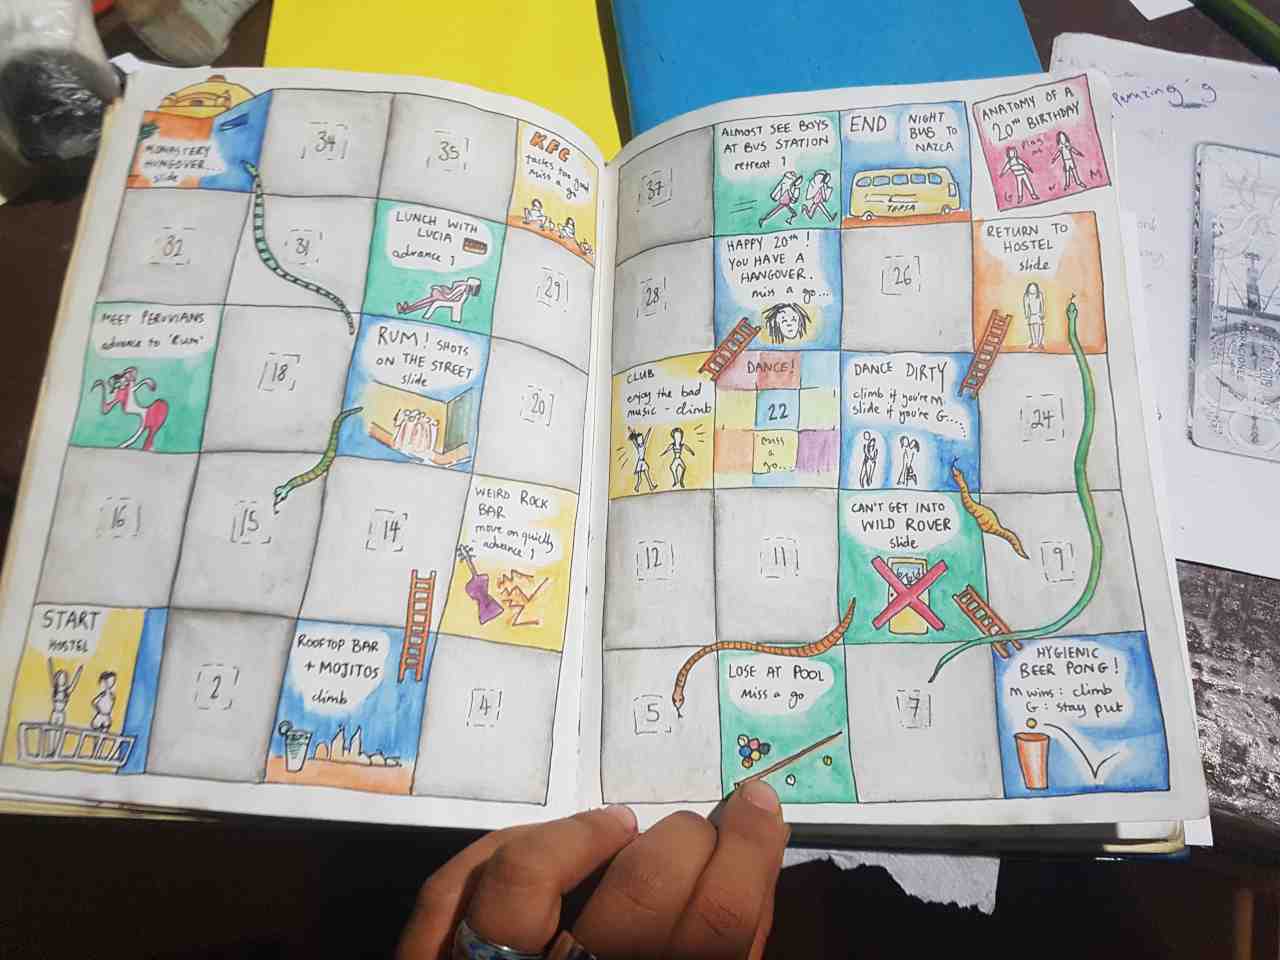 MONASTERY
HUNGOVER...
slide
34
35
KFC
tastes too good
miss a go
37
ALMOST SEE BOYS
AT BUS STATION
retreat 1
END
NIGHT
BUS TO
NAZCA
TEPSA
ANATOMY OF A
20TH BIRTHDAY
Play
as
G or M
32
31
LUNCH WITH
LUCIA
advance 1
29
28
HAPPY 20th!
YOU HAVE A
HANGOVER.
miss a go...
26
RETURN TO
HOSTEL
slide
MEET PERUVIANS
advance to 'RUM'
18
RUM! SHOTS
ON THE STREET
slide
20
CLUB
enjoy the bad
music - climb
DANCE!
22
miss
a
go...
DANCE DIRTY
climb if you're M
slide if you're G....
24
16
15
14
WEIRD ROCK
BAR
move on quickly
- advance 1
12
11
CAN'T GET INTO
WILD ROVER
slide
9
START
HOSTEL
2
ROOFTOP BAR
+ MOJITOS
climb
4
5
LOSE AT POOL
miss a go
7
HYGIENIC
BEER PONG!
M wins: climb
G: stay put